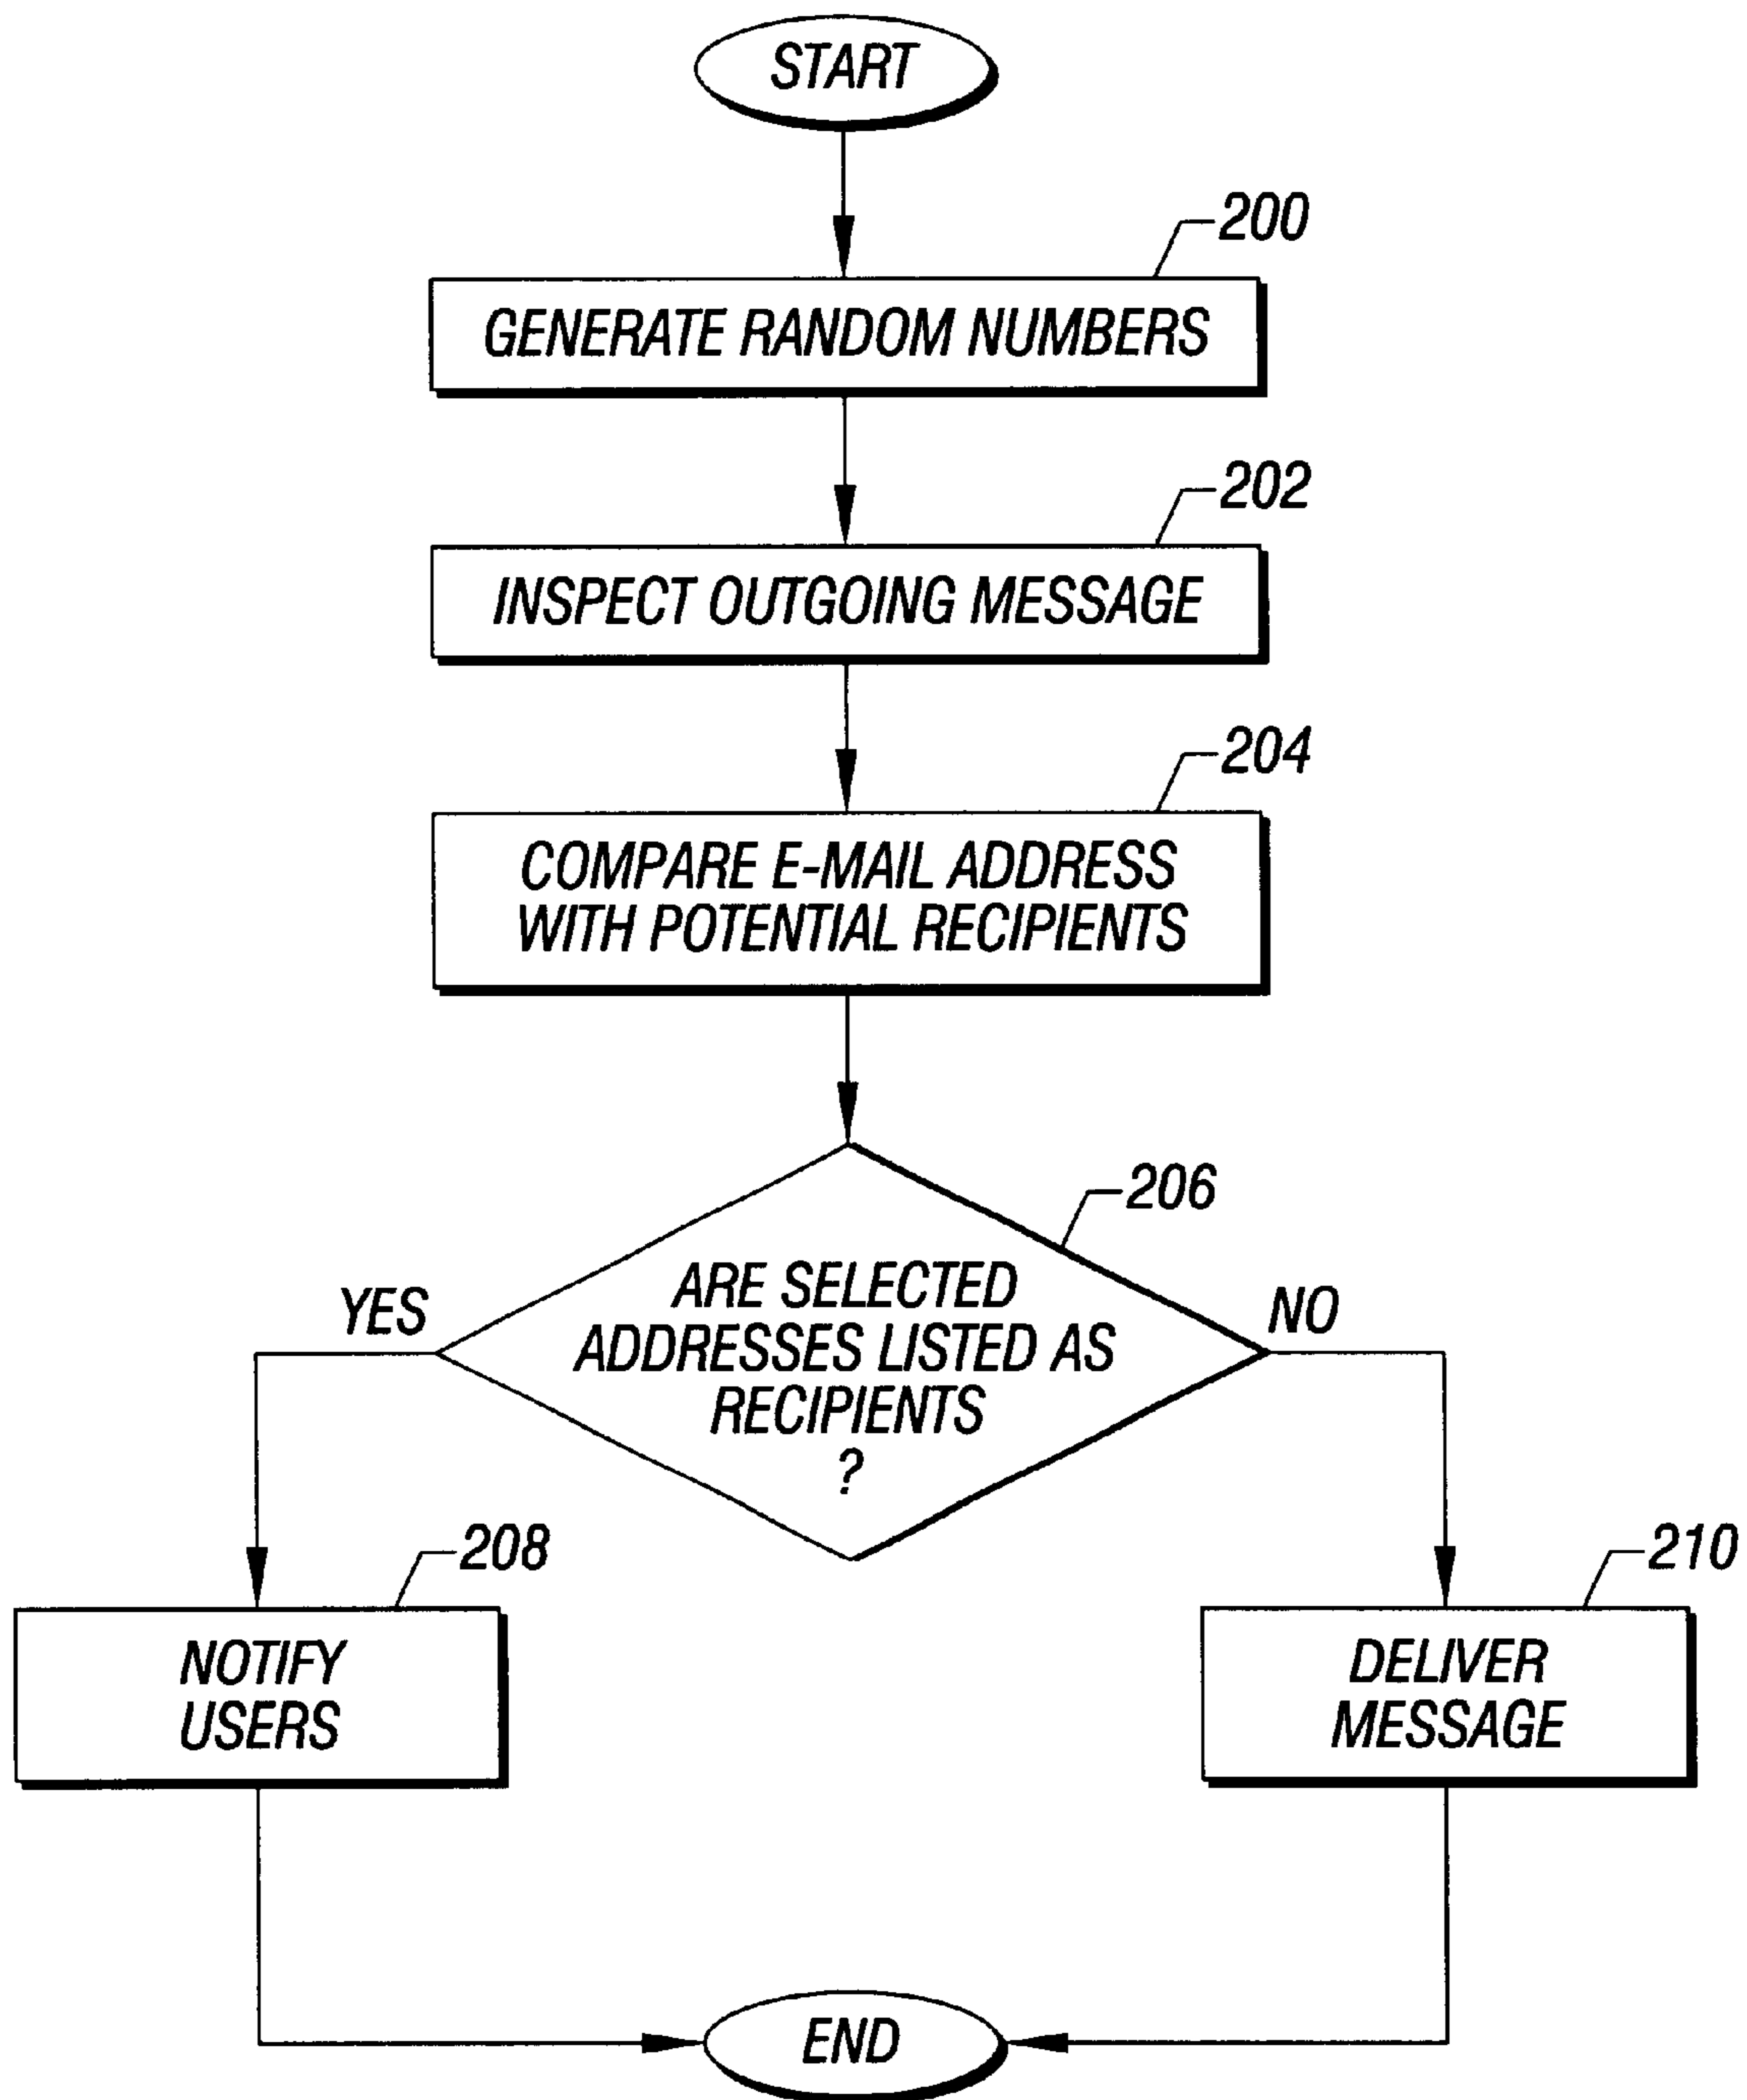 START
200
GENERATE RANDOM NUMBERS
202
INSPECT OUTGOING MESSAGE
204
COMPARE E-MAIL ADDRESS
WITH POTENTIAL RECIPIENTS
206
ARE SELECTED
ADDRESSES LISTED AS
RECIPIENTS
?
YES
NO
208
NOTIFY
USERS
210
DELIVER
MESSAGE
END